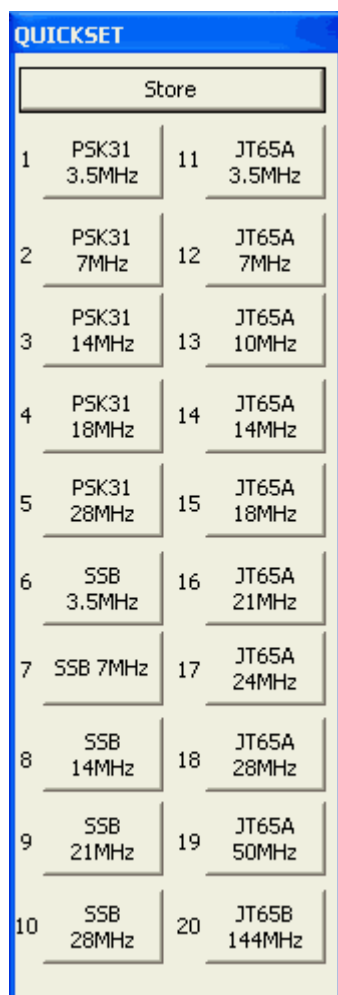 QUICKSET
Store
1 PSK31 3.5MHz 11 JT65A 3.5MHz
2 PSK31 7MHz 12 JT65A 7MHz
3 PSK31 14MHz 13 JT65A 10MHz
4 PSK31 18MHz 14 JT65A 14MHz
5 PSK31 28MHz 15 JT65A 18MHz
6 SSB 3.5MHz 16 JT65A 21MHz
7 SSB 7MHz 17 JT65A 24MHz
8 SSB 14MHz 18 JT65A 28MHz
9 SSB 21MHz 19 JT65A 50MHz
10 SSB 28MHz 20 JT65B 144MHz